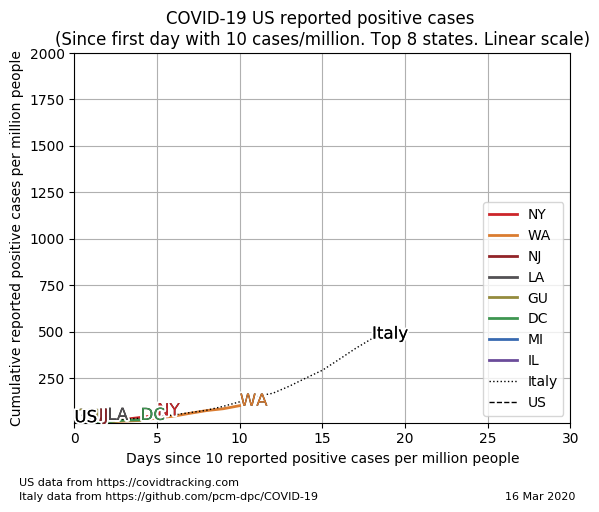 COVID-19 US reported positive cases
(Since first day with 10 cases/million. Top 8 states. Linear scale)
Cumulative reported positive cases per million people
2000
1750
1500
1250
1000
750
500
250
Italy
WA
NY
DC
LA
NJ
US
NY
WA
NJ
LA
GU
DC
MI
IL
Italy
US
0
5
10
15
20
25
30
Days since 10 reported positive cases per million people
US data from https://covidtracking.com
Italy data from https://github.com/pcm-dpc/COVID-19
16 Mar 2020